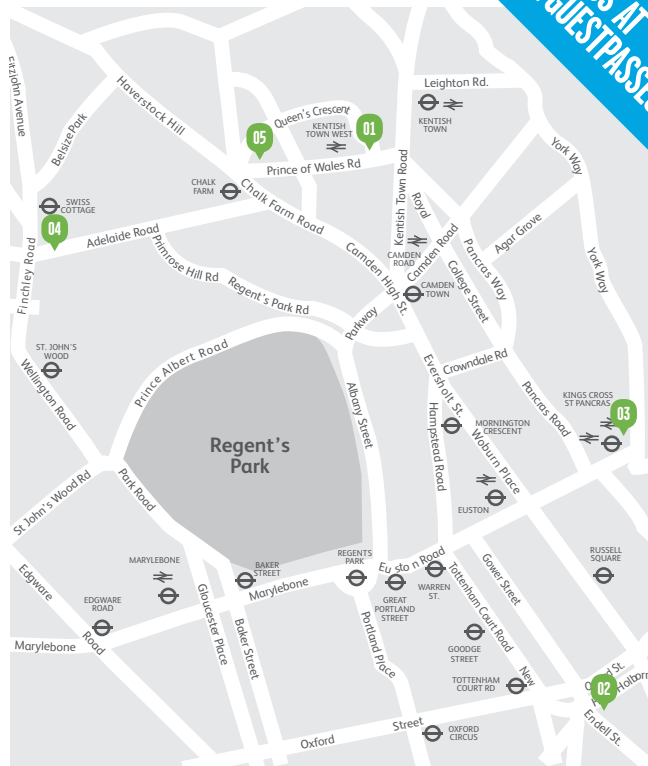 AT
GUESTPASSES
Leighton Rd.
Haverstock Hill
Queen's Crescent
KENTISH
TOWN
01
KENTISH
TOWN WEST
05
Belsize Park
Prince of Wales Rd
York Way
Kentish Town Road
CHALK
FARM
Chalk Farm Road
Royal
SWISS
COTTAGE
04
Adelaide Road
Agar Grove
Camden Road
Pancras Way
CAMDEN
ROAD
Primrose Hill Rd
Camden High St.
College Street
York Way
Finchley Road
Regent's Park Rd
CAMDEN
TOWN
Parkway
ST. JOHN'S
WOOD
Prince Albert Road
Crowndale Rd
Eversholt St.
Wellington Road
Albany Street
Pancras Road
KINGS CROSS
ST PANCRAS
03
Hampstead Road
MORNINGTON
CRESCENT
Woburn Place
Regent's
Park
Park Road
St John's Wood Rd
EUSTON
MARYLEBONE
BAKER
STREET
REGENTS
PARK
Euston Road
RUSSELL
SQUARE
Edgware
Road
EDGWARE
ROAD
Marylebone
GREAT
PORTLAND
STREET
WARREN
ST.
Gower Street
Tottenham Court Road
Gloucester Place
Baker Street
Portland Place
GOODGE
STREET
Marylebone
TOTTENHAM
COURT RD
New
02
Endell St.
Oxford
Street
OXFORD
CIRCUS